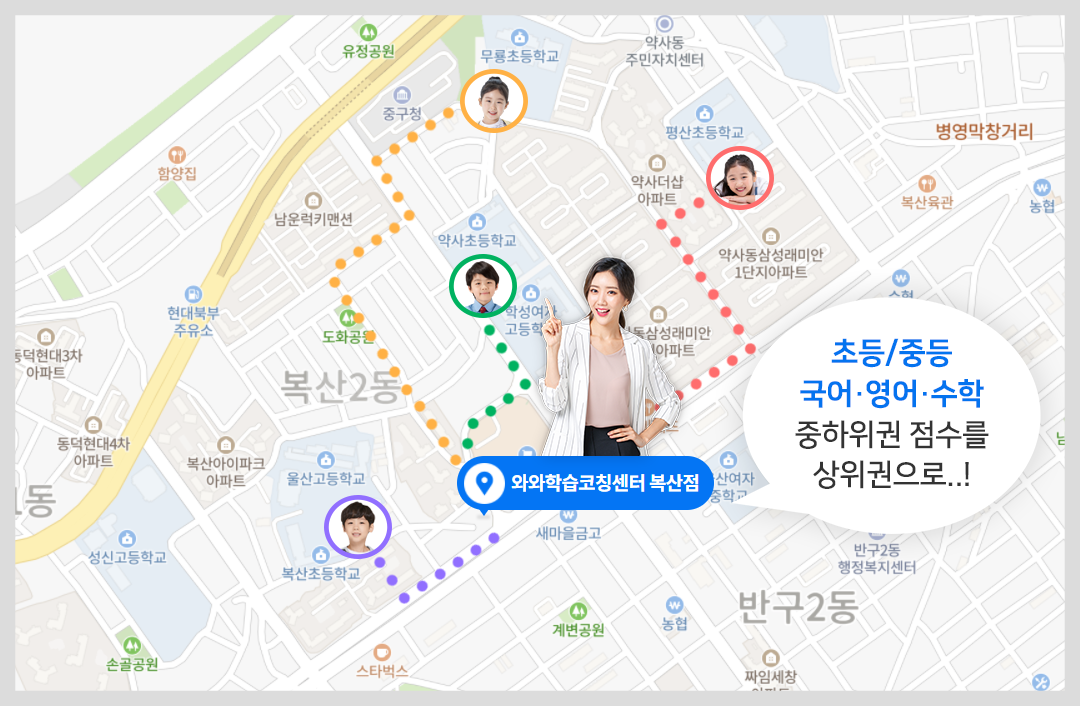 유정공원
무룡초등학교
약사동
주민자치센터
중구청
평산초등학교
병영막창거리
함양집
약사더샵
아파트
복산육관
농협
남운럭키맨션
약사초등학교
약사동삼성래미안
1단지아파트
현대북부
주유소
학성여자
고등학
수협
도화공원
동삼성래미안
아파트
동덕현대3차
아파트
초등/중등
국어·영어·수학
중하위권 점수를
상위권으로..!
복산2동
동덕현대4차
아파트
복산아이파크
아파트
울산고등학교
와와학습코칭센터 복산점
산여자
중학교
동
새마을금고
성신고등학교
복산초등학교
반구2동
행정복지센터
반구2동
계변공원
농협
손골공원
스타벅스
짜임세창
아파트